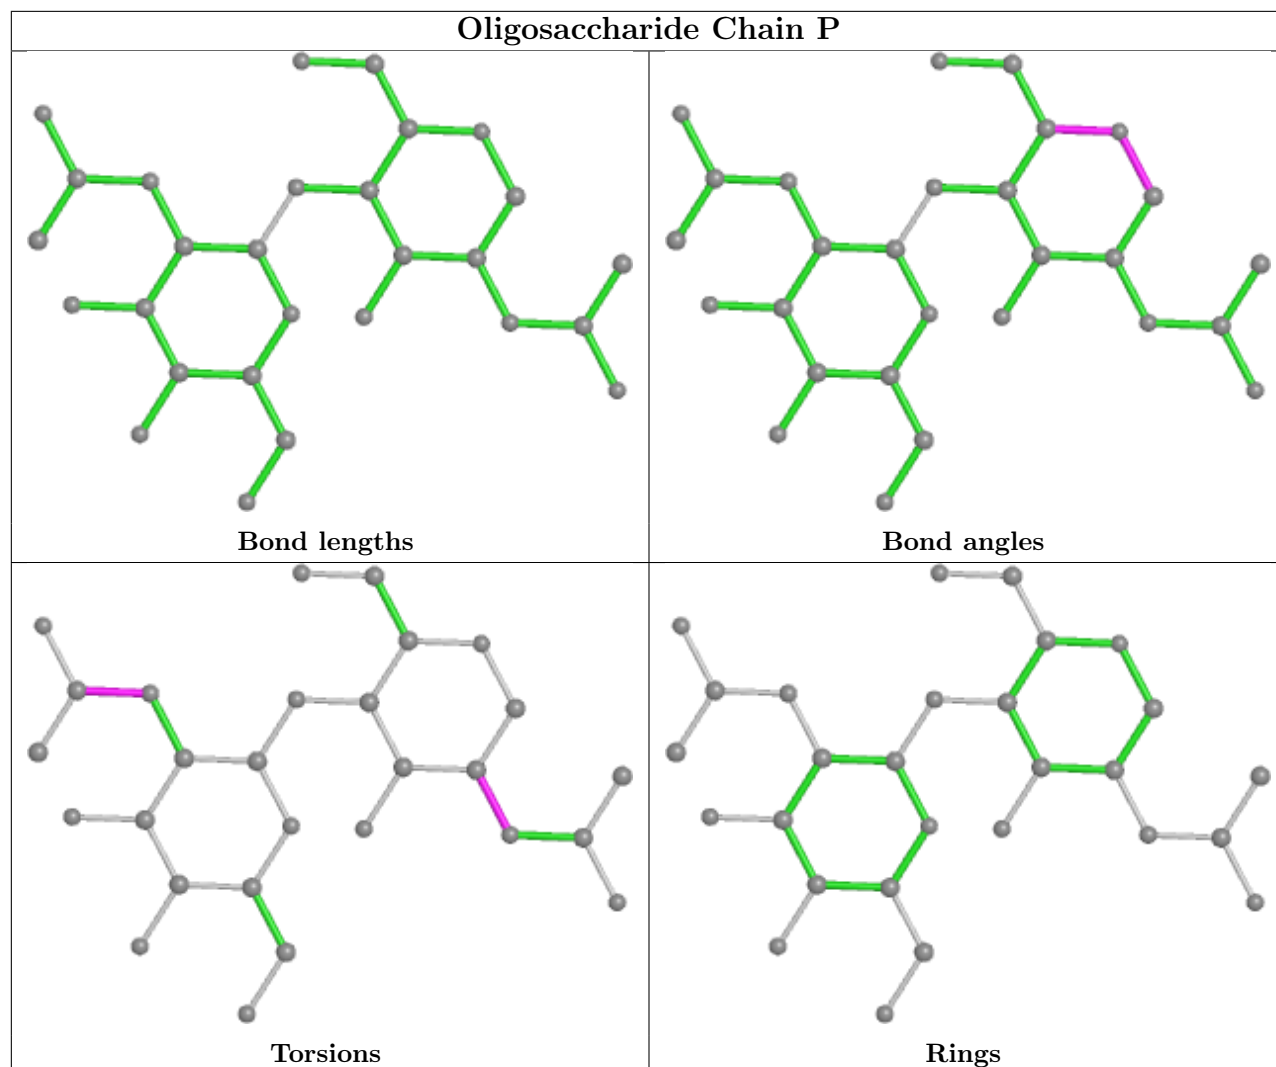 Oligosaccharide Chain P
Bond lengths
Bond angles
Torsions
Rings